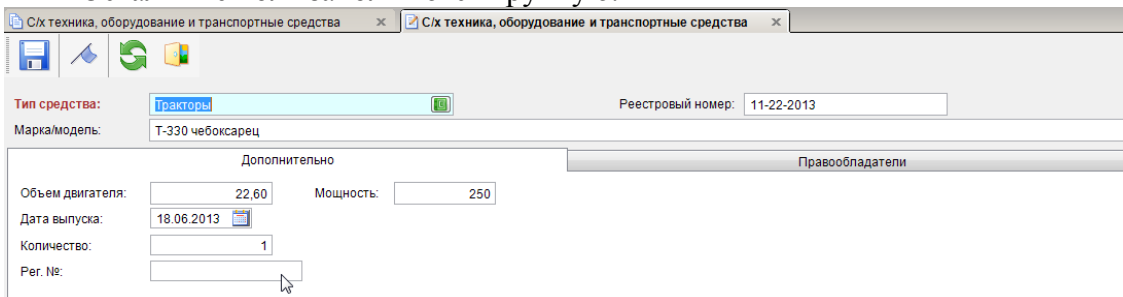 С/х техника, оборудование и транспортные средства С/х техника, оборудование и транспортные средства
Тип средства: Тракторы Реестровый номер: 11-22-2013
Марка/модель: Т-330 чебоксарец
Дополнительно Правообладатели
Объем двигателя: 22,60 Мощность: 250
Дата выпуска: 18.06.2013
Количество: 1
Рег. №: